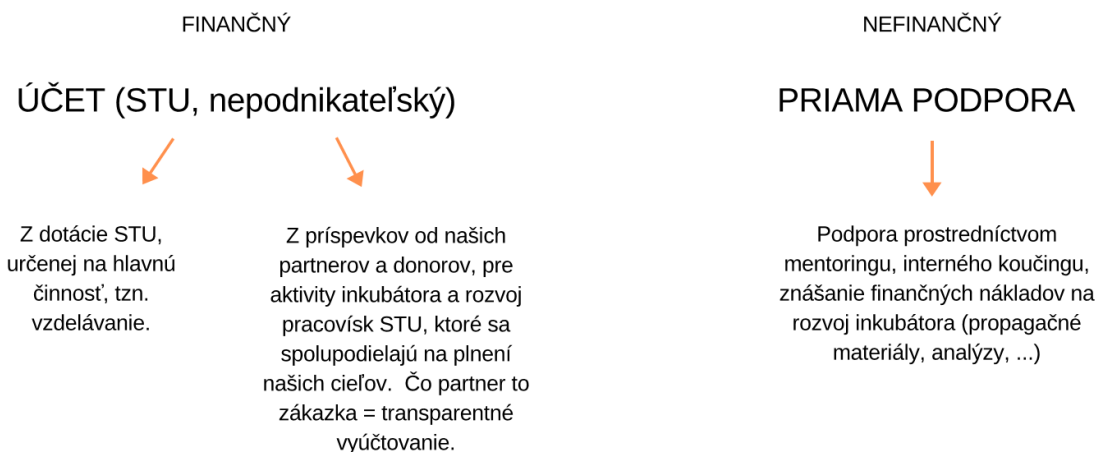 FINANČNÝ
ÚČET (STU, nepodnikateľský)
Z dotácie STU,
určenej na hlavnú
činnosť, tzn.
vzdelávanie.
Z príspevkov od našich
partnerov a donorov, pre
aktivity inkubátora a rozvoj
pracovísk STU, ktoré sa
spolupodielajú na plnení
našich cieľov.  Čo partner to
zákazka = transparentné
vyúčtovanie.
NEFINANČNÝ
PRIAMA PODPORA
Podpora prostredníctvom
mentoringu, interného koučingu,
znášanie finančných nákladov na
rozvoj inkubátora (propagačné
materiály, analýzy, ...)